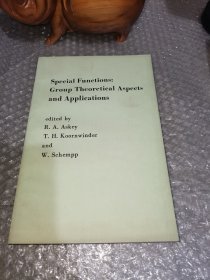 Special Functions:
Group Theoretical Aspects
and Applications
edited by
R. A. Askey
T. H. Koornwinder
and
W. Schempp